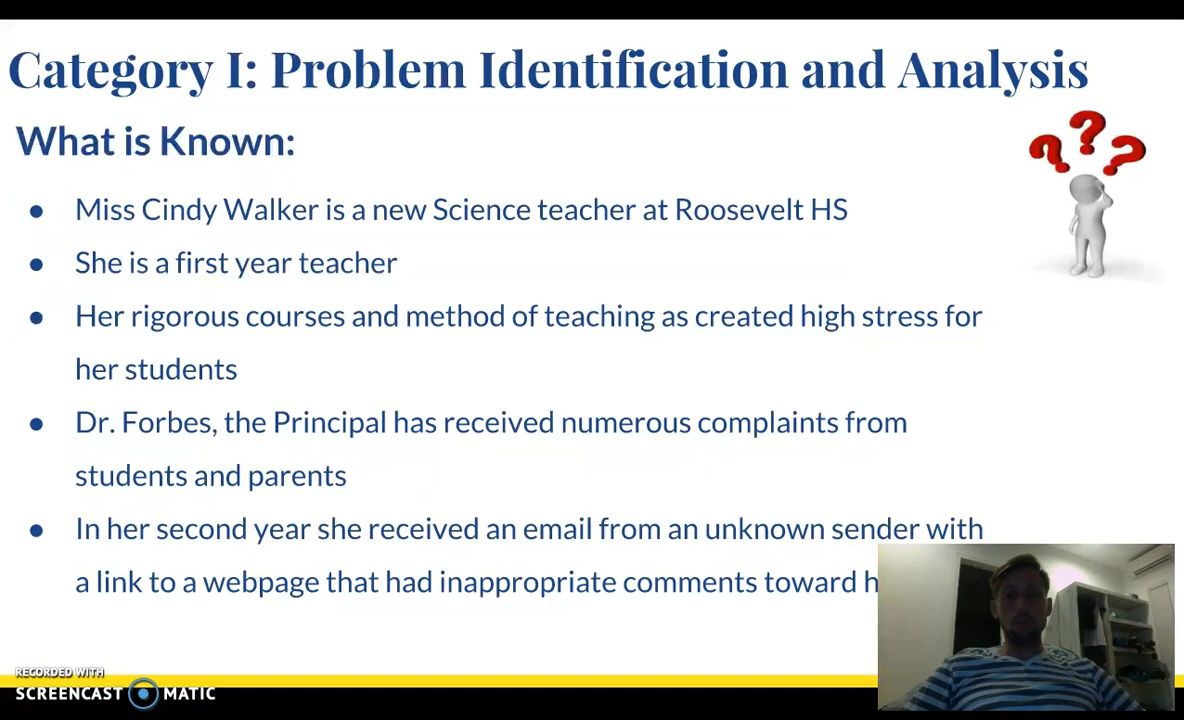 Category I: Problem Identification and Analysis
What is Known:
● Miss Cindy Walker is a new Science teacher at Roosevelt HS
● She is a first year teacher
● Her rigorous courses and method of teaching as created high stress for
her students
● Dr. Forbes, the Principal has received numerous complaints from
students and parents
● In her second year she received an email from an unknown sender with
a link to a webpage that had inappropriate comments toward
RECORDED WITH
SCREENCAST MATIC